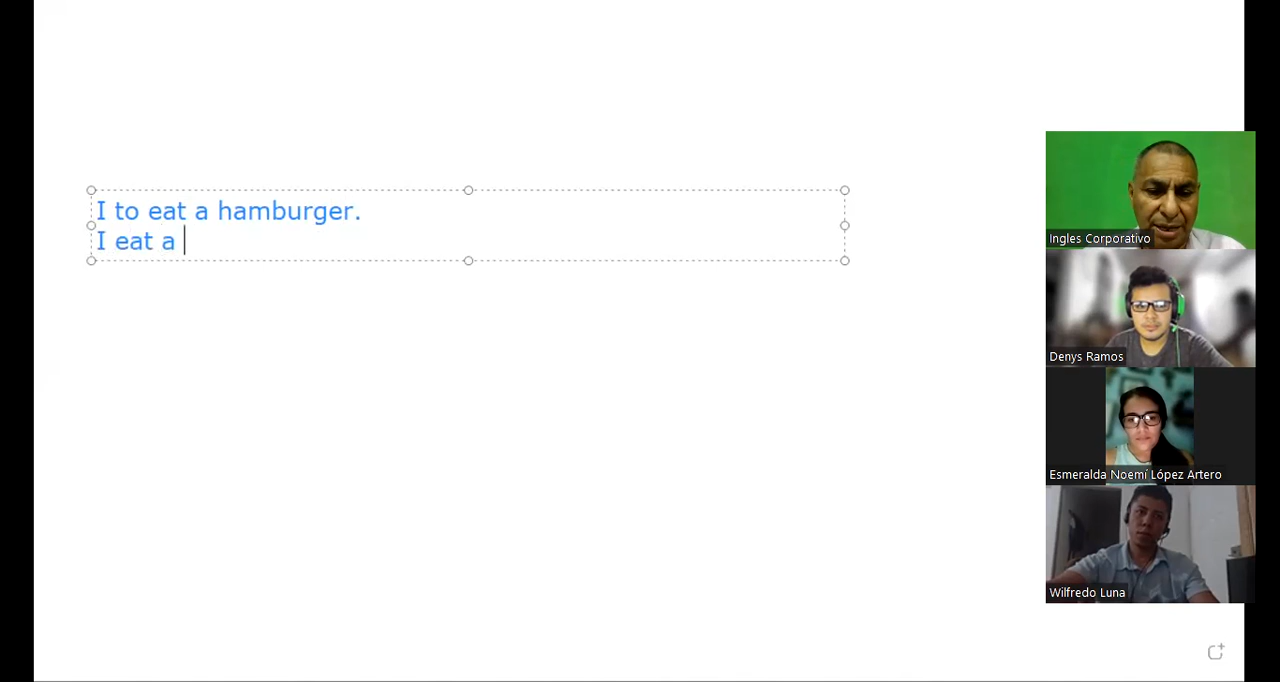 I to eat a hamburger.
I eat a
Ingles Corporativo
Denys Ramos
Esmeralda Noemí López Artero
Wilfredo Luna